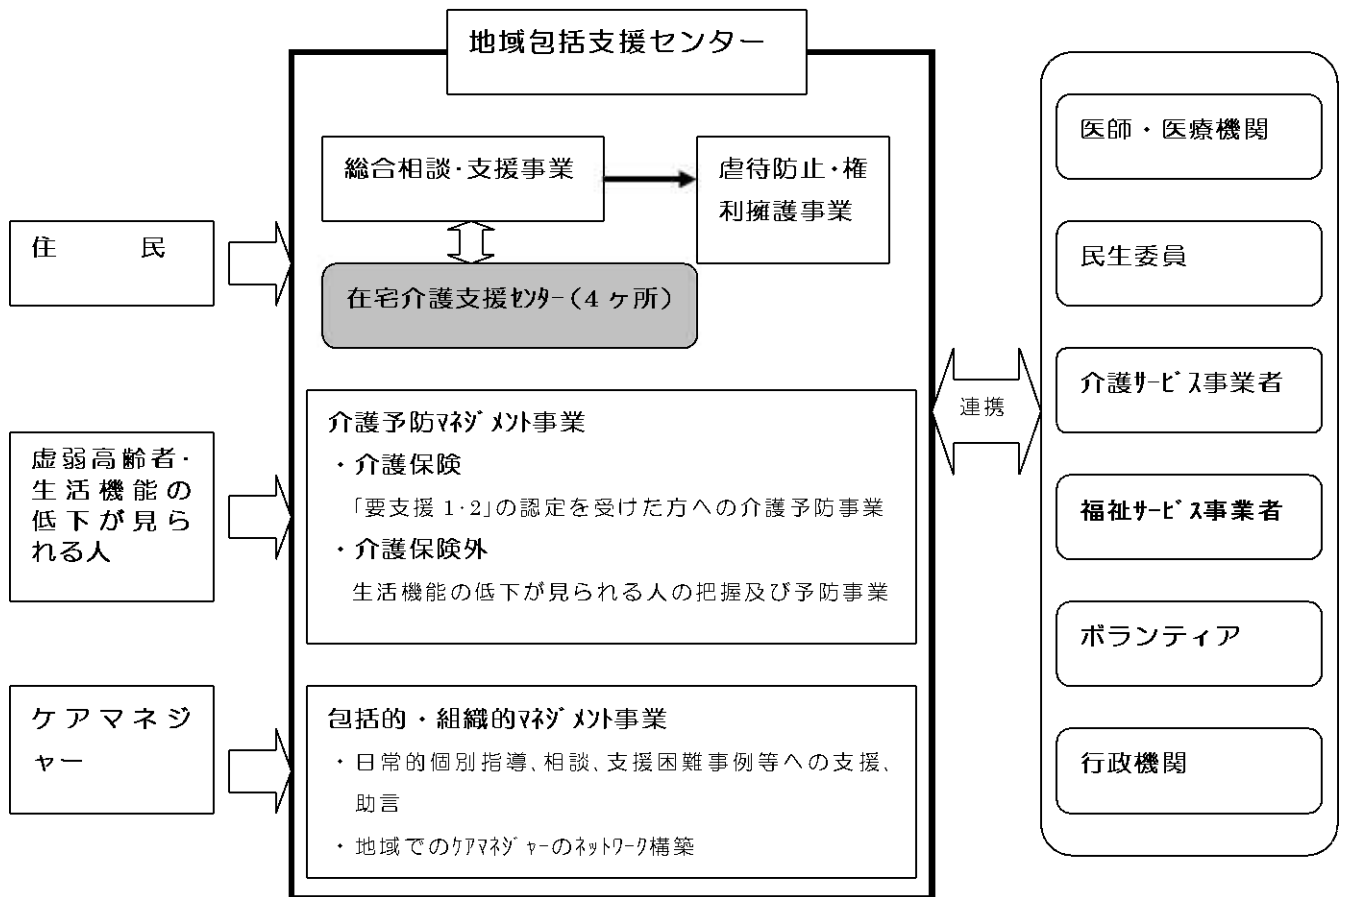 地域包括支援センター
総合相談・支援事業
虐待防止・権
利擁護事業
在宅介護支援ｾﾝﾀｰ(4ヶ所)
住　　　民
虚弱高齢者・
生活機能の
低下が見ら
れる人
介護予防ﾏﾈｼﾞﾒﾝﾄ事業
・介護保険
「要支援1・2」の認定を受けた方への介護予防事業
・介護保険外
生活機能の低下が見られる人の把握及び予防事業
ケアマネジ
ャー
包括的・組織的ﾏﾈｼﾞﾒﾝﾄ事業
・日常的個別指導、相談、支援困難事例等への支援、
助言
・地域でのｹｱﾏﾈｼﾞｬｰのﾈｯﾄﾜｰｸ構築
連携
医師・医療機関
民生委員
介護ｻｰﾋﾞｽ事業者
福祉ｻｰﾋﾞｽ事業者
ボランティア
行政機関